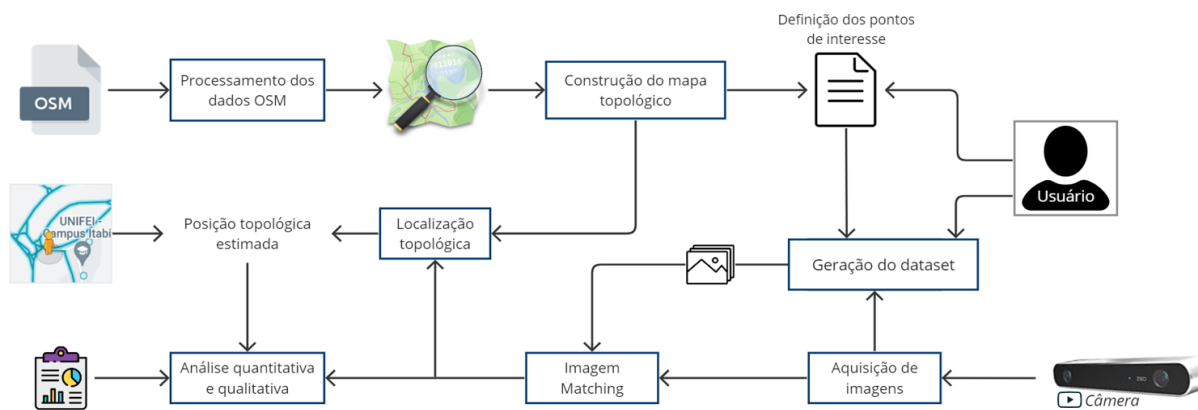 Definição dos pontos
de interesse
OSM
Processamento dos
dados OSM
Construção do mapa
topológico
Usuário
UNIFEI-
Campus Itabi
Posição topológica
estimada
Localização
topológica
Geração do dataset
Análise quantitativa
e qualitativa
Imagem
Matching
Aquisição de
imagens
Câmera